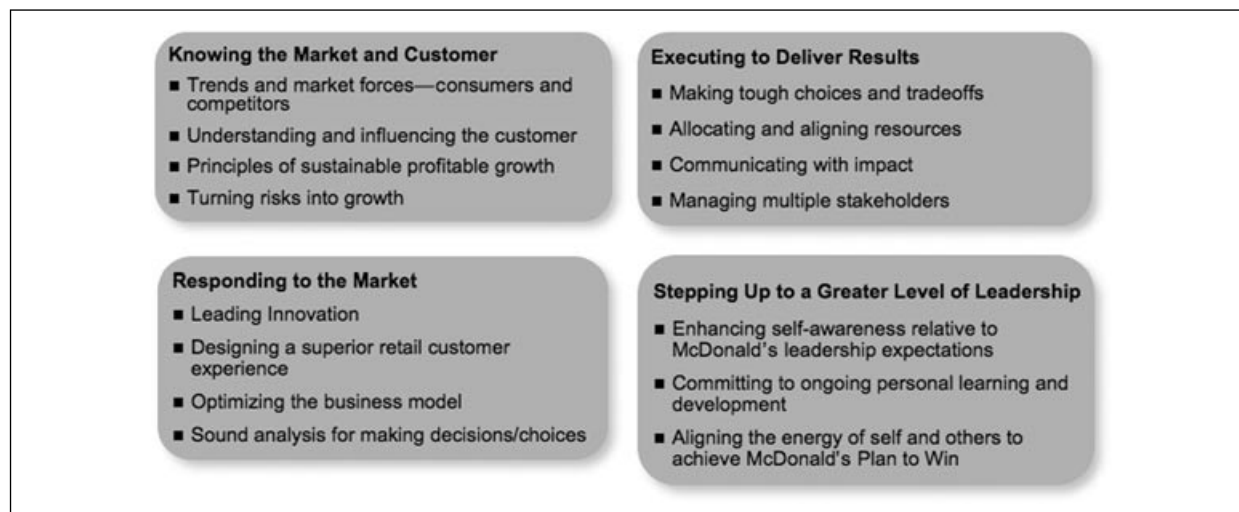 Knowing the Market and Customer
■ Trends and market forces—consumers and
competitors
■ Understanding and influencing the customer
■ Principles of sustainable profitable growth
■ Turning risks into growth
Executing to Deliver Results
■ Making tough choices and tradeoffs
■ Allocating and aligning resources
■ Communicating with impact
■ Managing multiple stakeholders
Responding to the Market
■ Leading Innovation
■ Designing a superior retail customer
experience
■ Optimizing the business model
■ Sound analysis for making decisions/choices
Stepping Up to a Greater Level of Leadership
■ Enhancing self-awareness relative to
McDonald's leadership expectations
■ Committing to ongoing personal learning and
development
■ Aligning the energy of self and others to
achieve McDonald's Plan to Win